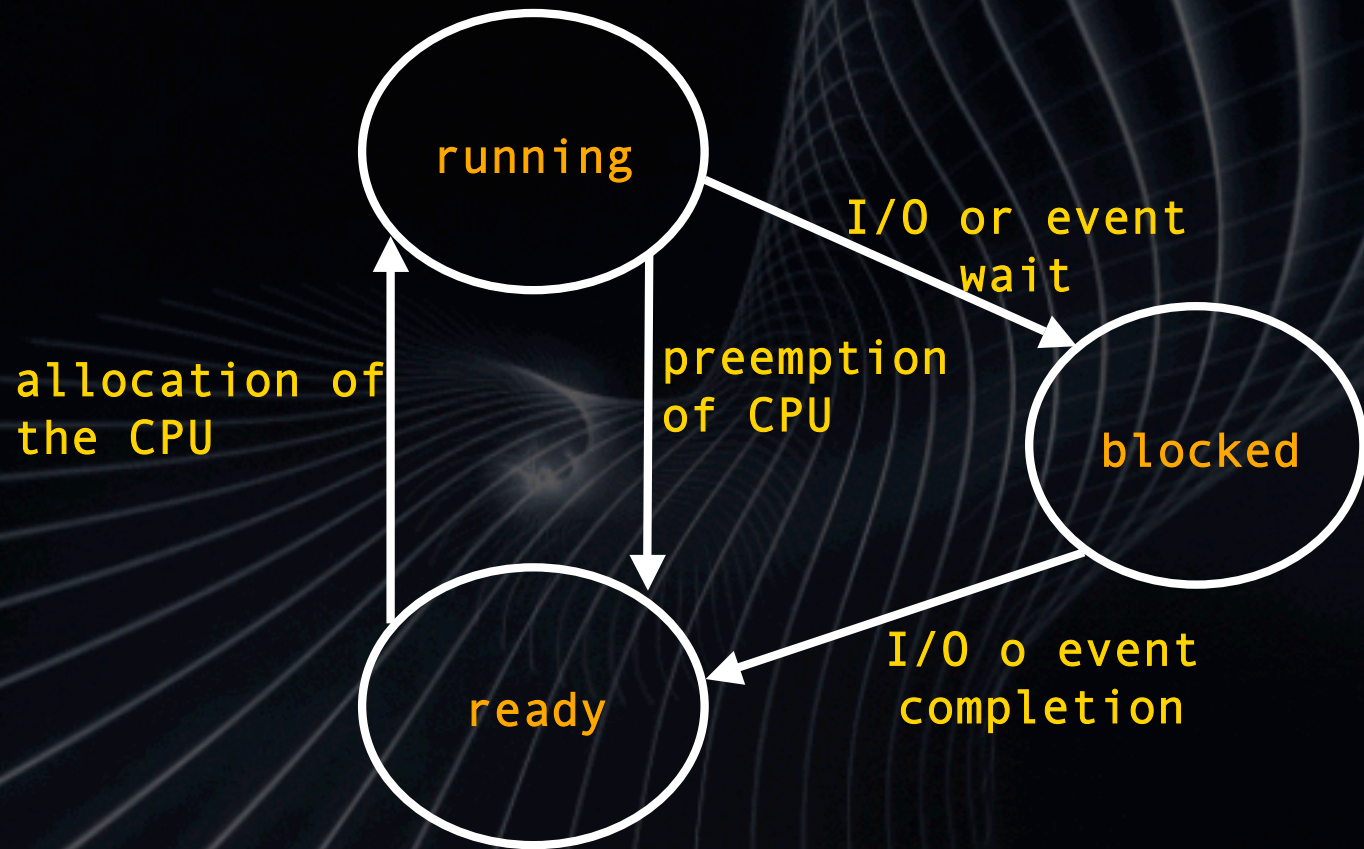 running
I/O or event
wait
allocation of
the CPU
preemption
of CPU
blocked
I/O o event
completion
ready